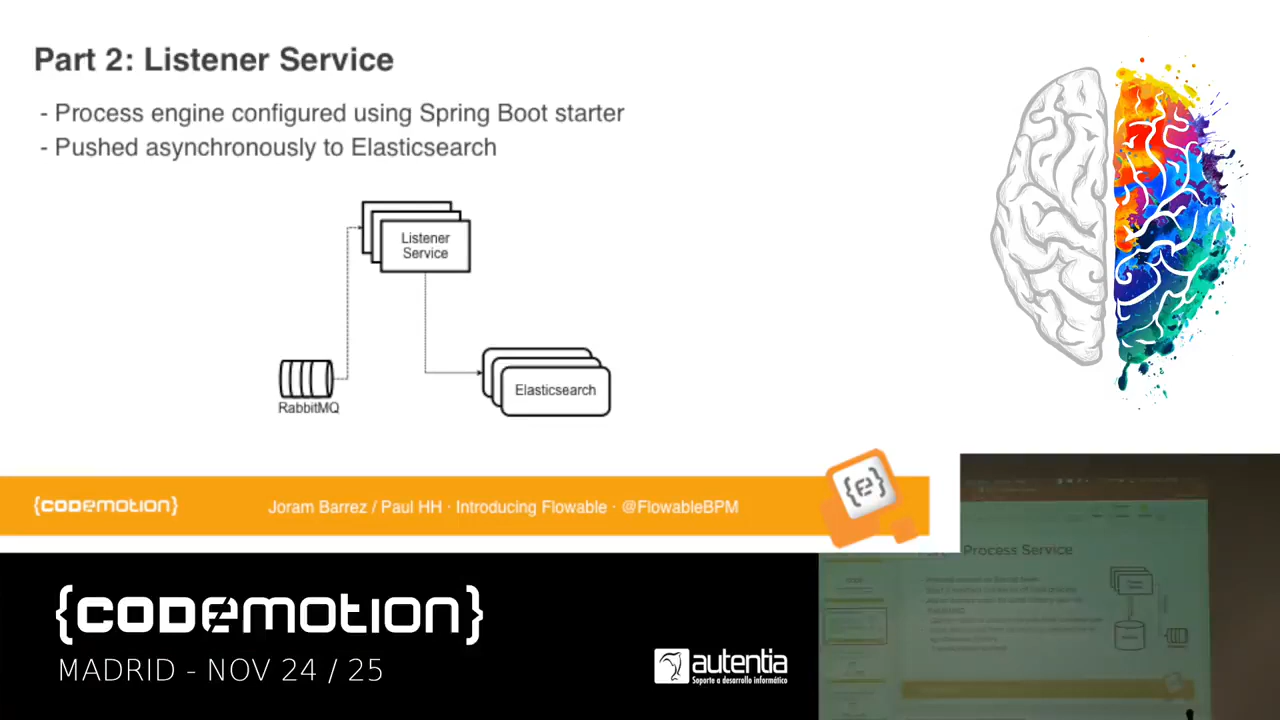 Part 2: Listener Service
- Process engine configured using Spring Boot starter
- Pushed asynchronously to Elasticsearch
Listener
Service
Elasticsearch
RabbitMQ
{codemotion}
Joram Barrez / Paul HH · Introducing Flowable · @FlowableBPM
{e}
Process Service
{codemotion}
MADRID - NOV 24 / 25
autentia
Soporte a desarrollo informático